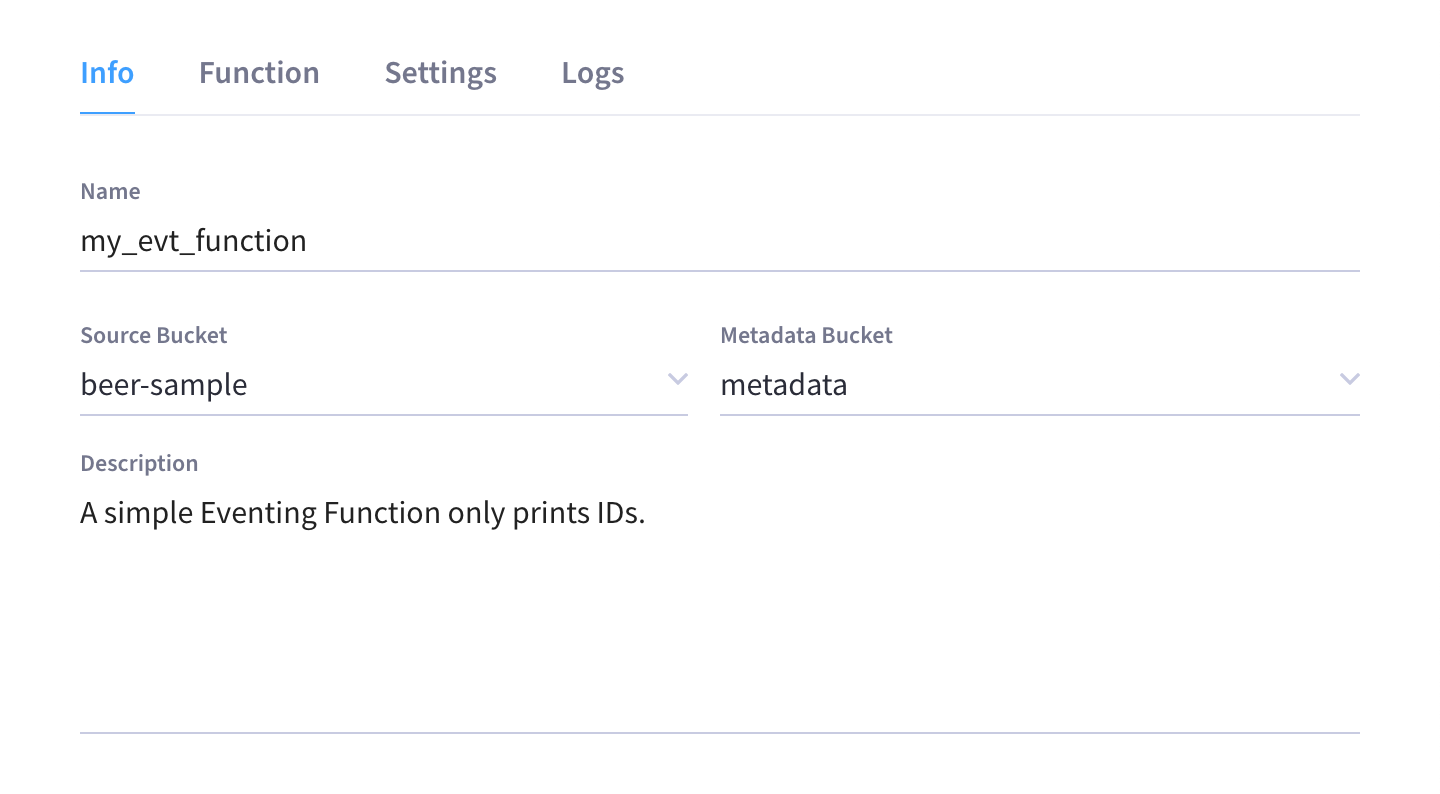 Info Function Settings Logs
Name
my_evt_function
Source Bucket Metadata Bucket
beer-sample metadata
Description
A simple Eventing Function only prints IDs.